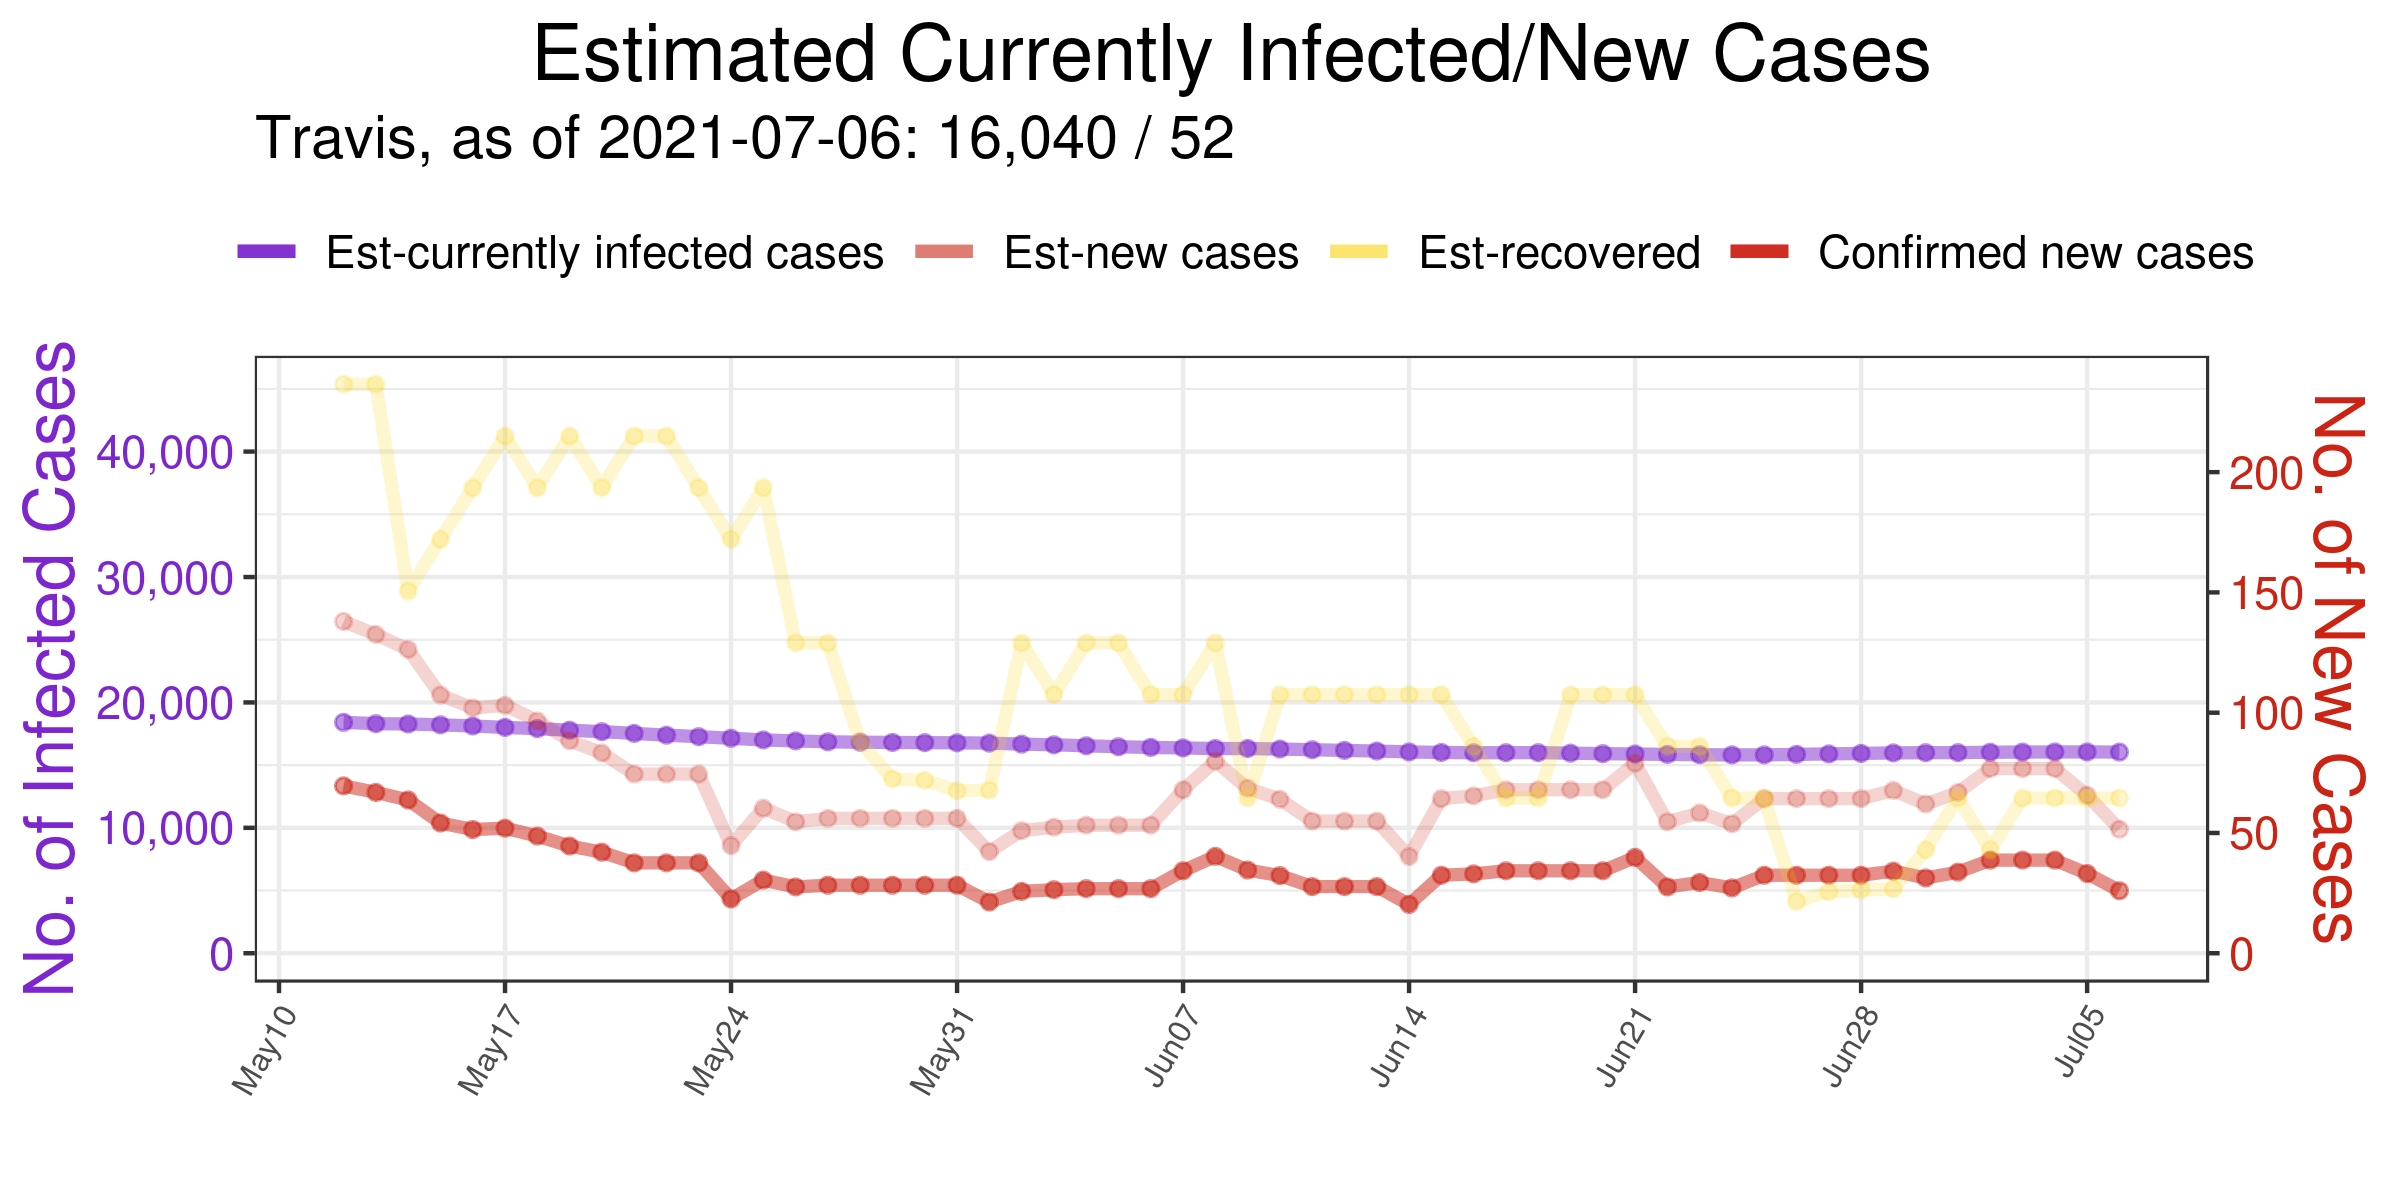 Estimated Currently Infected/New Cases
Travis, as of 2021-07-06: 16,040 / 52
Est-currently infected cases Est-new cases Est-recovered Confirmed new cases
No. of Infected Cases
40,000
30,000
20,000
10,000
0
No. of New Cases
200
150
100
50
0
May10 May17 May24 May31 Jun07 Jun14 Jun21 Jun28 Jul05